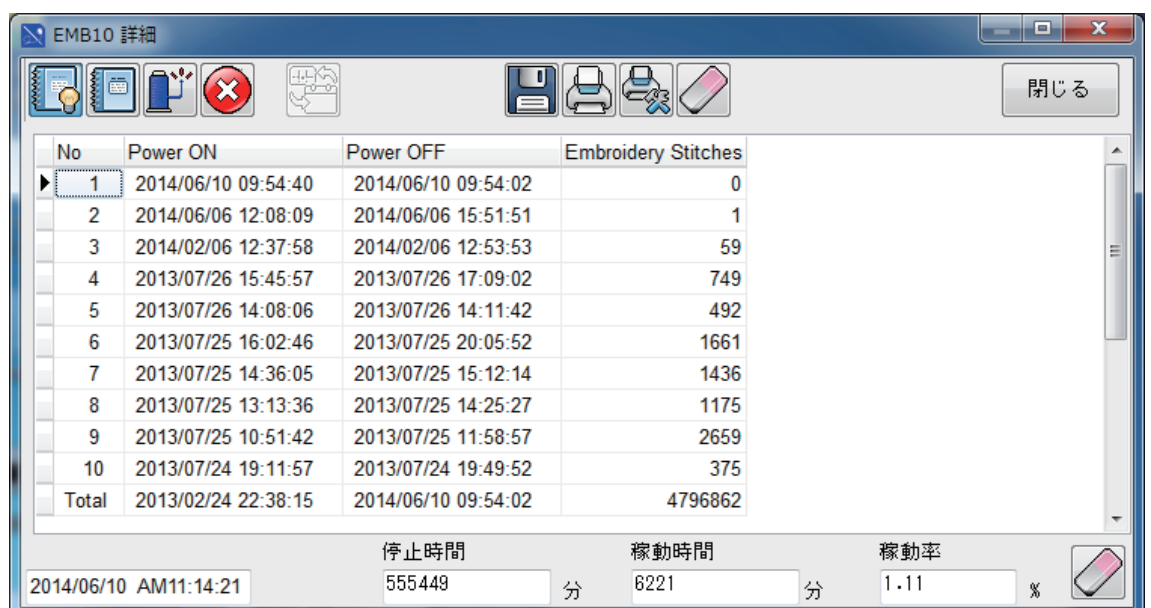 EMB10 詳細
閉じる
No Power ON Power OFF Embroidery Stitches
1 2014/06/10 09:54:40 2014/06/10 09:54:02 0
2 2014/06/06 12:08:09 2014/06/06 15:51:51 1
3 2014/02/06 12:37:58 2014/02/06 12:53:53 59
4 2013/07/26 15:45:57 2013/07/26 17:09:02 749
5 2013/07/26 14:08:06 2013/07/26 14:11:42 492
6 2013/07/25 16:02:46 2013/07/25 20:05:52 1661
7 2013/07/25 14:36:05 2013/07/25 15:12:14 1436
8 2013/07/25 13:13:36 2013/07/25 14:25:27 1175
9 2013/07/25 10:51:42 2013/07/25 11:58:57 2659
10 2013/07/24 19:11:57 2013/07/24 19:49:52 375
Total 2013/02/24 22:38:15 2014/06/10 09:54:02 4796862
停止時間 稼動時間 稼動率
2014/06/10 AM11:14:21 555449 分 6221 分 1.11 %